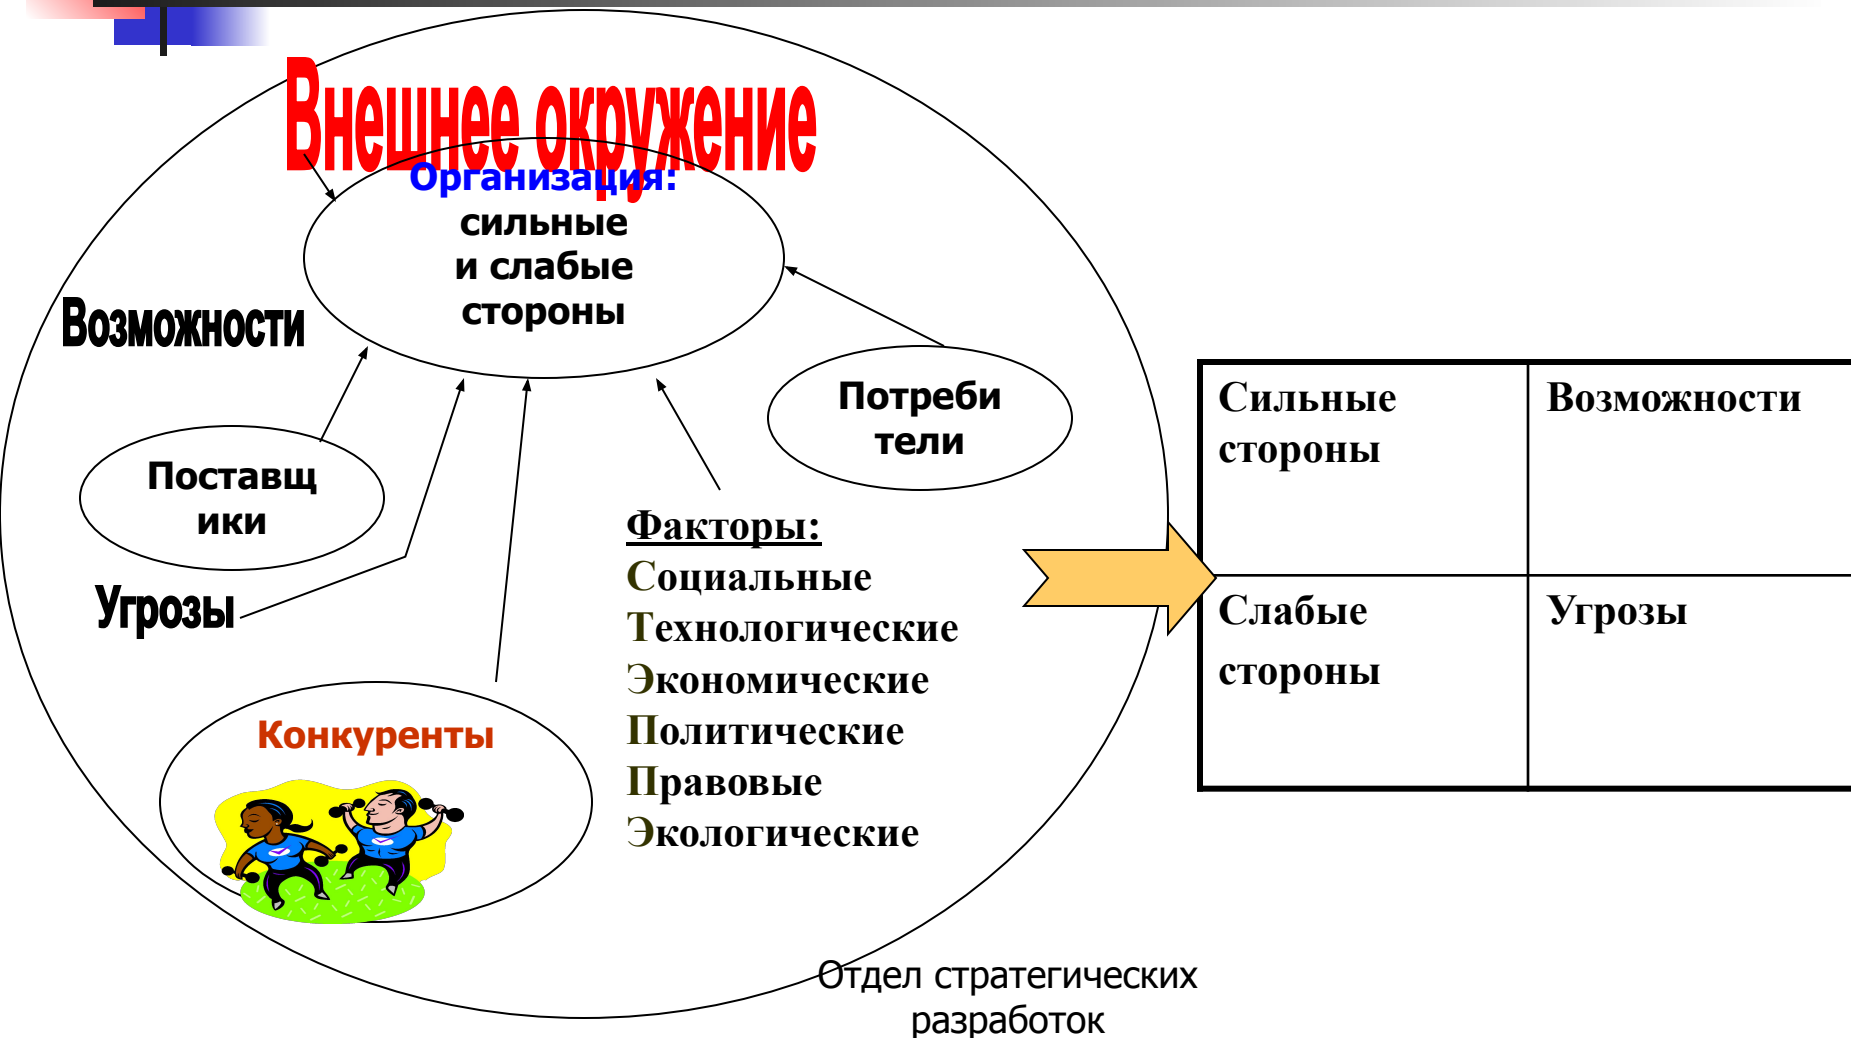 Внешнее окружение
Организация:
сильные
и слабые
стороны
Возможности
Потреби
тели
Поставщ
ики
Угрозы
Факторы:
Социальные
Технологические
Экономические
Политические
Правовые
Экологические
Конкуренты
Сильные
стороны
Возможности
Слабые
стороны
Угрозы
Отдел стратегических
разработок